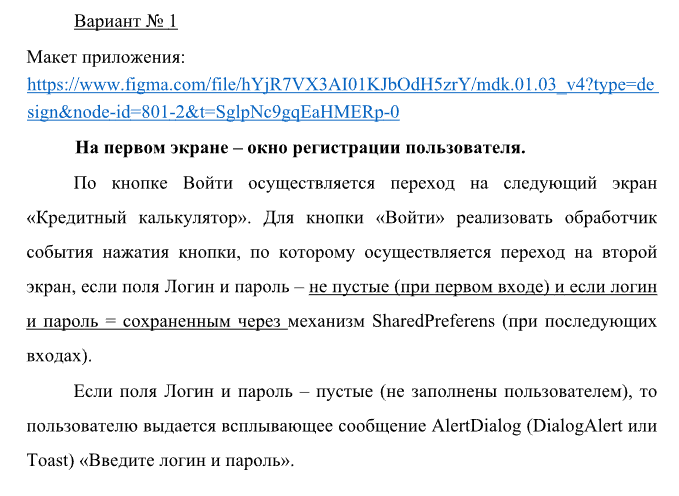 Вариант № 1
Макет приложения:
https://www.figma.com/file/hYjR7VX3AI01KJbOdH5zrY/mdk.01.03_v4?type=de
sign&node-id=801-2&t=SglpNc9gqEaHMERp-0
На первом экране – окно регистрации пользователя.
По кнопке Войти осуществляется переход на следующий экран
«Кредитный калькулятор». Для кнопки «Войти» реализовать обработчик
события нажатия кнопки, по которому осуществляется переход на второй
экран, если поля Логин и пароль – не пустые (при первом входе) и если логин
и пароль = сохраненным через механизм SharedPreferens (при последующих
входах).
Если поля Логин и пароль – пустые (не заполнены пользователем), то
пользователю выдается всплывающее сообщение AlertDialog (DialogAlert или
Toast) «Введите логин и пароль».